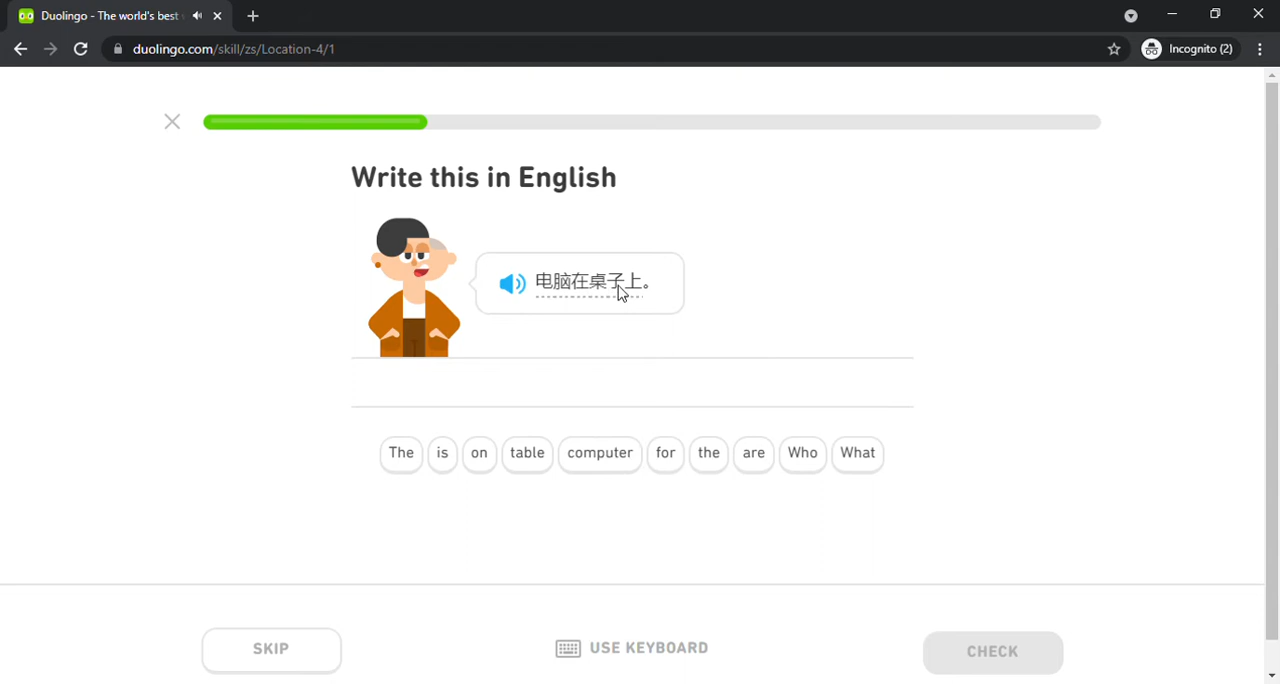 Duolingo - The world's best
duolingo.com/skill/zs/Location-4/1
Incognito (2)
Write this in English
电脑在桌子上。
The is on table computer for the are Who What
SKIP
USE KEYBOARD
CHECK